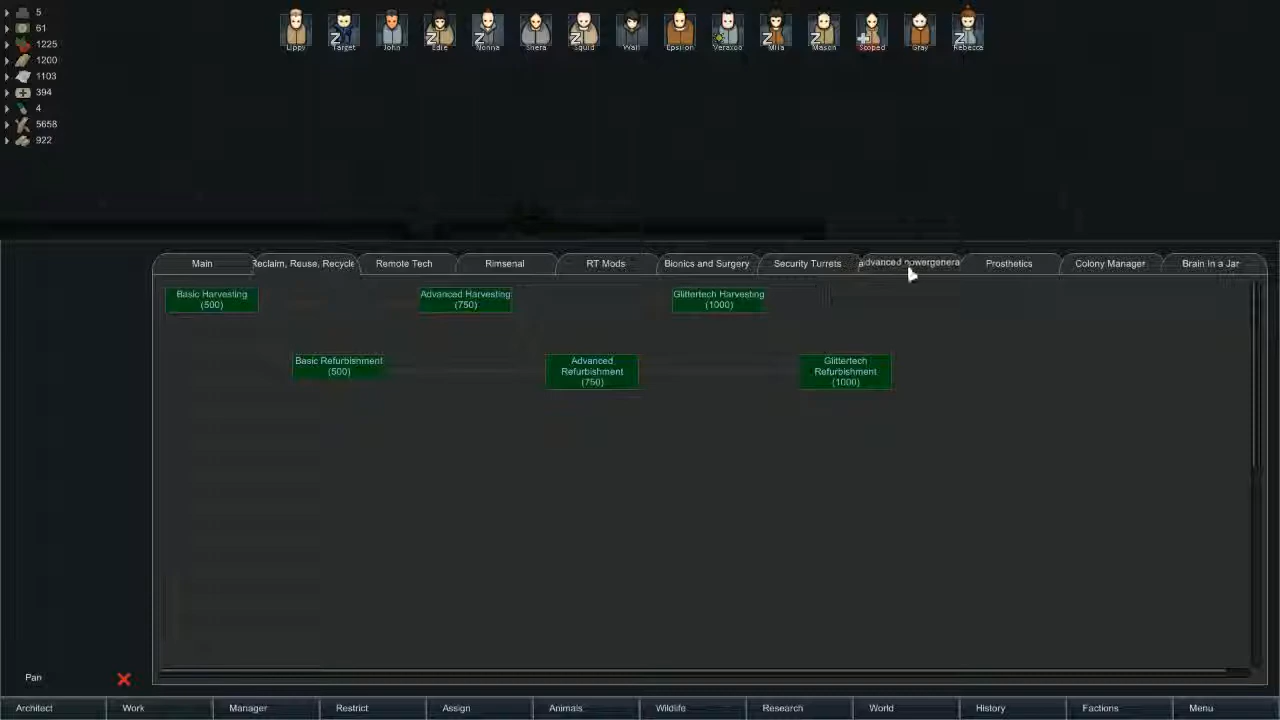 5
61
1225
1200
1103
394
4
5658
922
Lippy
Target
John
Edie
Nonna
Shera
Squid
Wall
Epsilon
Veraxoo
Mila
Mason
Scoped
Gray
Rebecca
Main
Reclaim, Reuse, Recycle
Remote Tech
Rimsenal
RT Mods
Bionics and Surgery
Security Turrets
advanced powergenera
Prosthetics
Colony Manager
Brain In a Jar
Basic Harvesting
(500)
Advanced Harvesting
(750)
Glittertech Harvesting
(1000)
Basic Refurbishment
(500)
Advanced
Refurbishment
(750)
Glittertech
Refurbishment
(1000)
Pan
Architect
Work
Manager
Restrict
Assign
Animals
Wildlife
Research
World
History
Factions
Menu